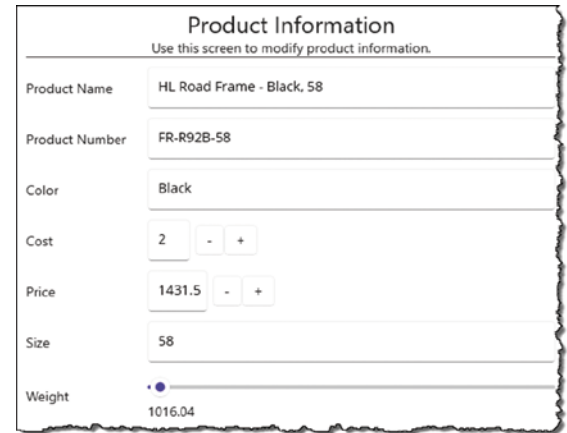 Product Information
Use this screen to modify product information.
Product Name HL Road Frame - Black, 58
Product Number FR-R92B-58
Color Black
Cost 2 - +
Price 1431.5 - +
Size 58
Weight
1016.04